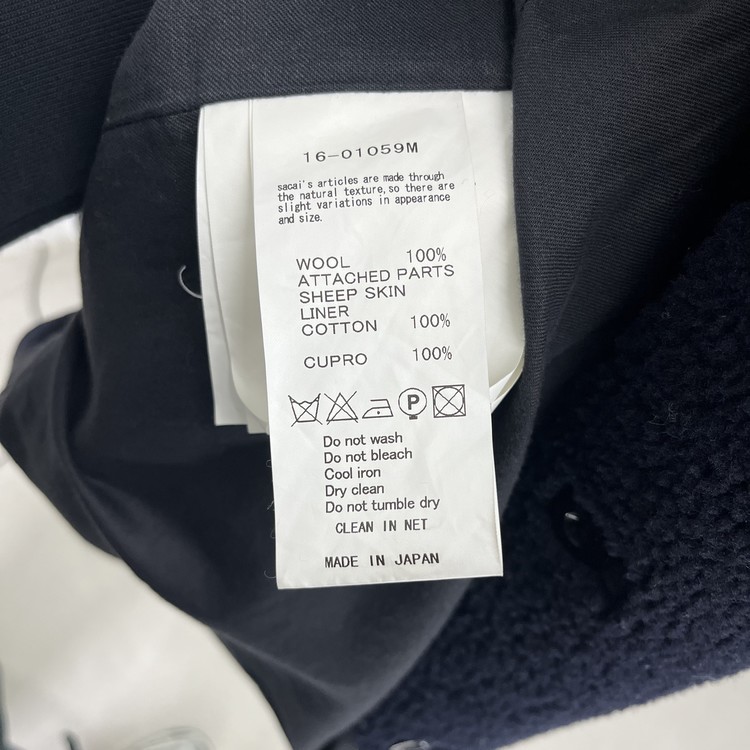 16-01059M
sacai's articles are made through
the natural texture, so there are
slight variations in appearance
and size.
WOOL 100%
ATTACHED PARTS
SHEEP SKIN
LINER
COTTON 100%
CUPRO 100%
P
Do not wash
Do not bleach
Cool iron
Dry clean
Do not tumble dry
CLEAN IN NET
MADE IN JAPAN